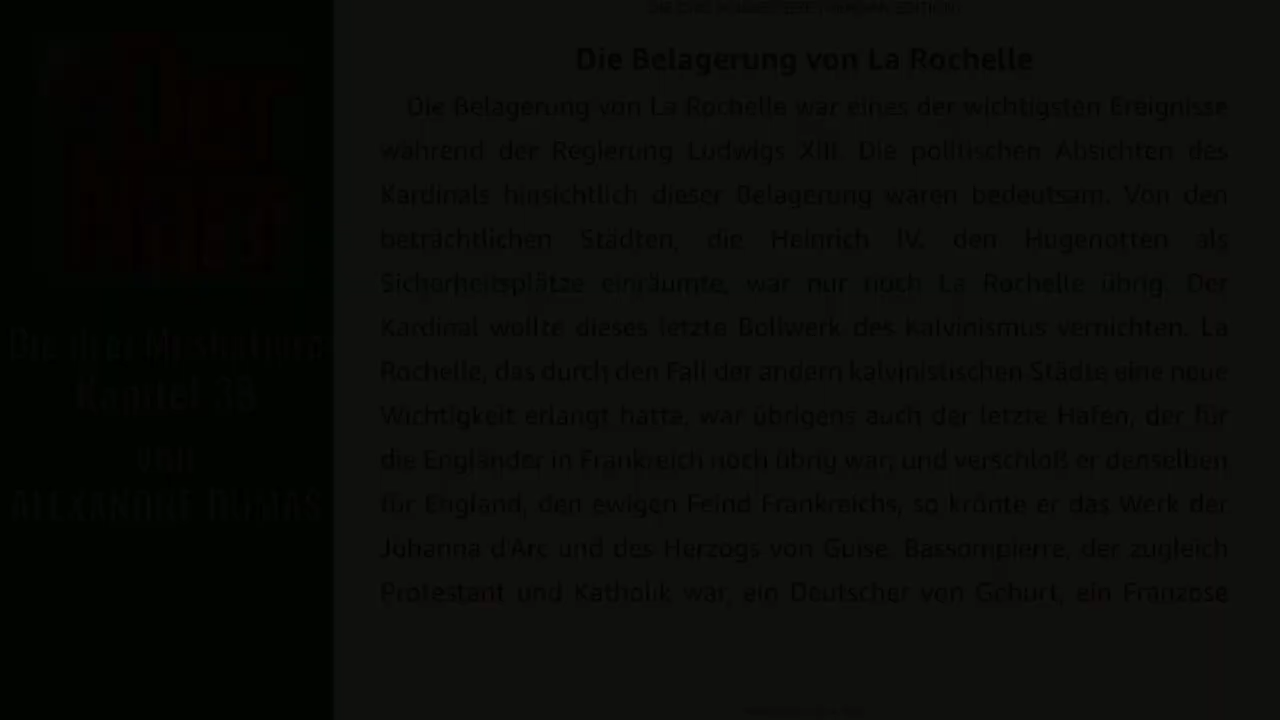 Die Belagerung von La Rochelle
Die Belagerung von La Rochelle war eines der wichtigsten Ereignisse
während der Regierung Ludwigs XIII. Die politischen Absichten des
Kardinals hinsichtlich dieser Belagerung waren bedeutsam. Von den
beträchtlichen Städten, die Heinrich IV. den Hugenotten als
Sicherheitsplätze einräumte, war nur noch La Rochelle übrig. Der
Kardinal wollte dieses letzte Bollwerk des Kalvinismus vernichten. La
Rochelle, das durch den Fall der andern kalvinistischen Städte eine neue
Wichtigkeit erlangt hatte, war übrigens auch der letzte Hafen, der für
die Engländer in Frankreich noch übrig war, und verschloß er denselben
für England, den ewigen Feind Frankreichs, so krönte er das Werk der
Johanna d'Arc und des Herzogs von Guise. Bassompierre, der zugleich
Protestant und Katholik war, ein Deutscher von Geburt, ein Franzose
Kapitel 38
von
ALEXANDRE DUMAS